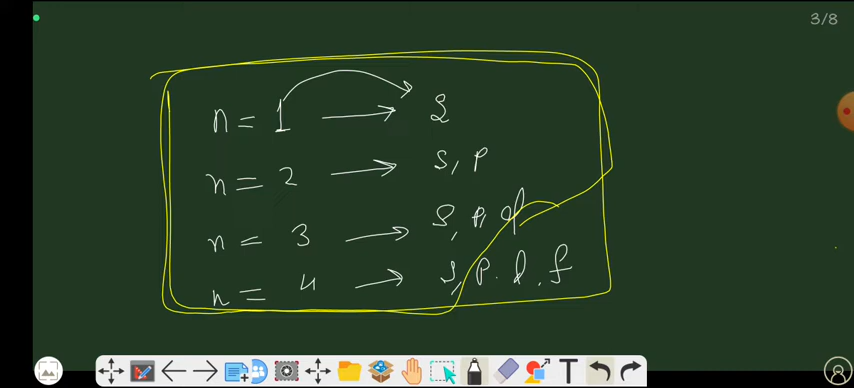 3/8
n = 1 → s
n = 2 → s, p
n = 3 → s, p, d
n = 4 → s, p. d. f
T